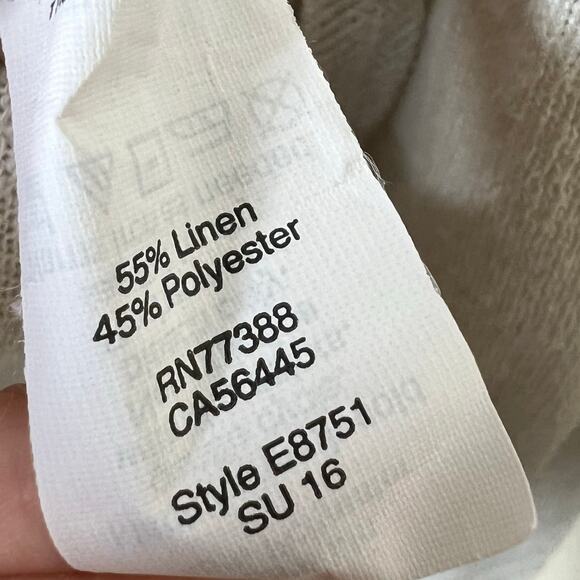 55% Linen
45% Polyester
RN77388
CA56445
Style E8751
SU 16